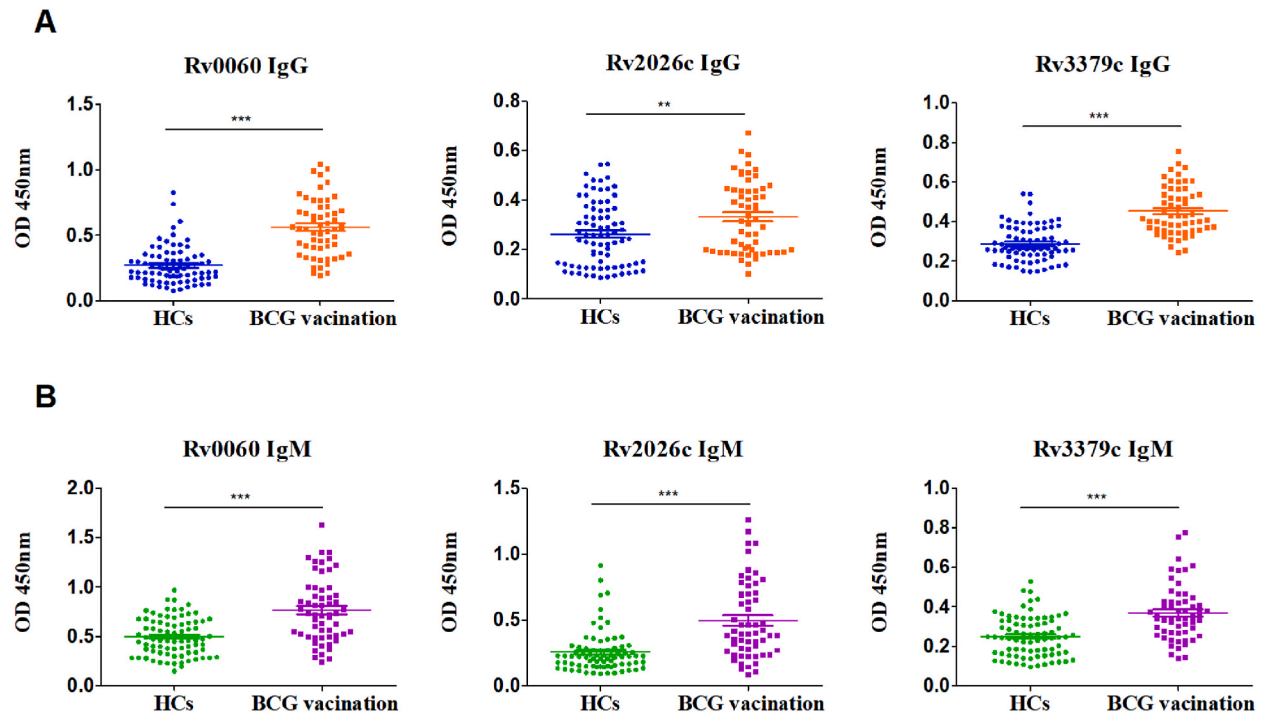 A
Rv0060 IgG
Rv2026c IgG
Rv3379c IgG
OD 450nm
1.5
1.0
0.5
0.0
***
HCs
BCG vacination
OD 450nm
0.8
0.6
0.4
0.2
0.0
**
HCs
BCG vacination
OD 450nm
1.0
0.8
0.6
0.4
0.2
0.0
***
HCs
BCG vacination
B
Rv0060 IgM
Rv2026c IgM
Rv3379c IgM
OD 450nm
2.0
1.5
1.0
0.5
0.0
***
HCs
BCG vacination
OD 450nm
1.5
1.0
0.5
0.0
***
HCs
BCG vacination
OD 450nm
1.0
0.8
0.6
0.4
0.2
0.0
***
HCs
BCG vacination